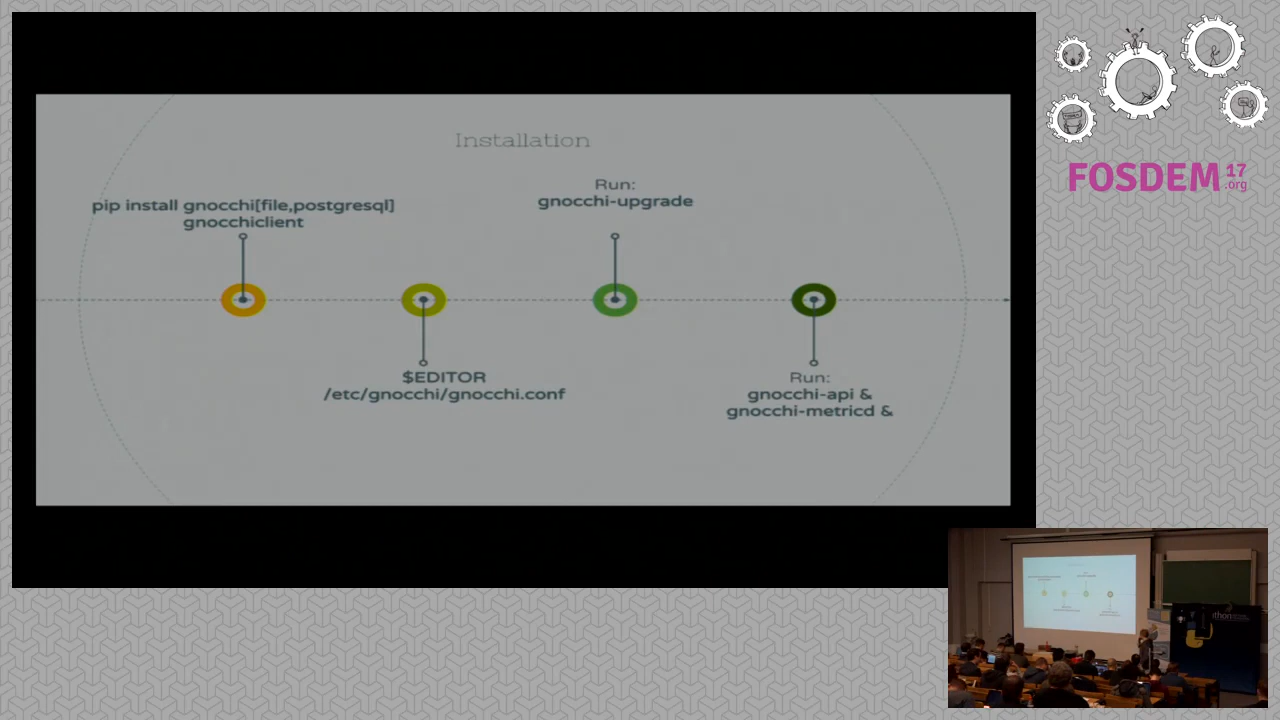 Installation
pip install gnocchi[file,postgresql]
gnocchiclient
$EDITOR
/etc/gnocchi/gnocchi.conf
Run:
gnocchi-upgrade
Run:
gnocchi-api &
gnocchi-metricd &
FOSDEM 17
.org